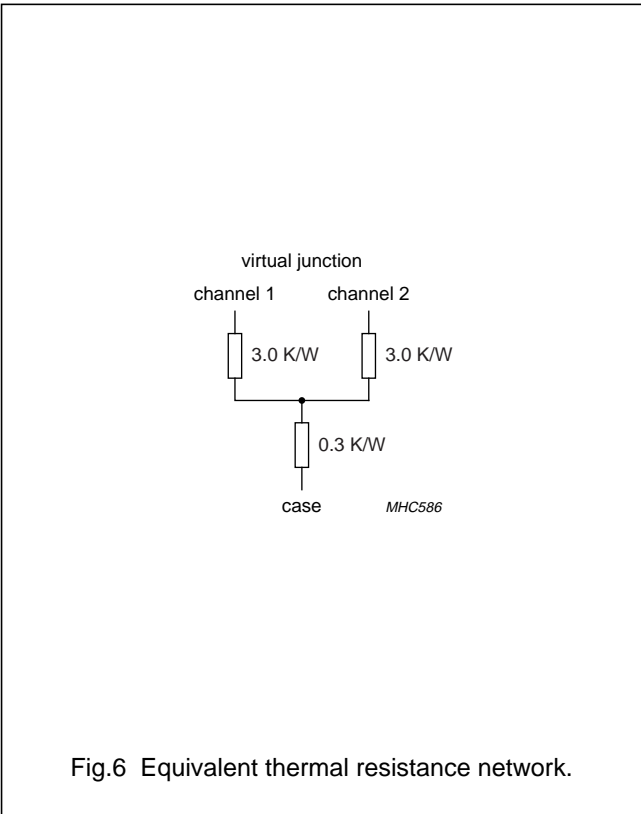 virtual junction
channel 1 channel 2
3.0 K/W 3.0 K/W
0.3 K/W
case MHC586
Fig.6 Equivalent thermal resistance network.